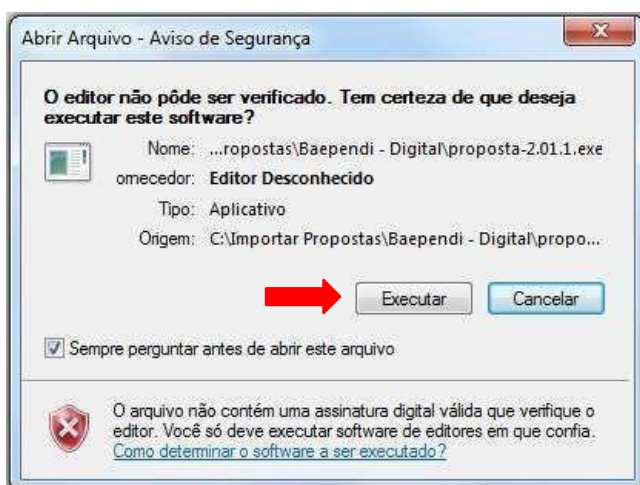 Abrir Arquivo - Aviso de Segurança
O editor não pôde ser verificado. Tem certeza de que deseja
executar este software?
Nome: ...ropostas\Baependi - Digital\proposta-2.01.1.exe
omecedor: Editor Desconhecido
Tipo: Aplicativo
Origem: C:\Importar Propostas\Baependi - Digital\propo...
Executar Cancelar
Sempre perguntar antes de abrir este arquivo
O arquivo não contém uma assinatura digital válida que verifique o
editor. Você só deve executar software de editores em que confia.
Como determinar o software a ser executado?